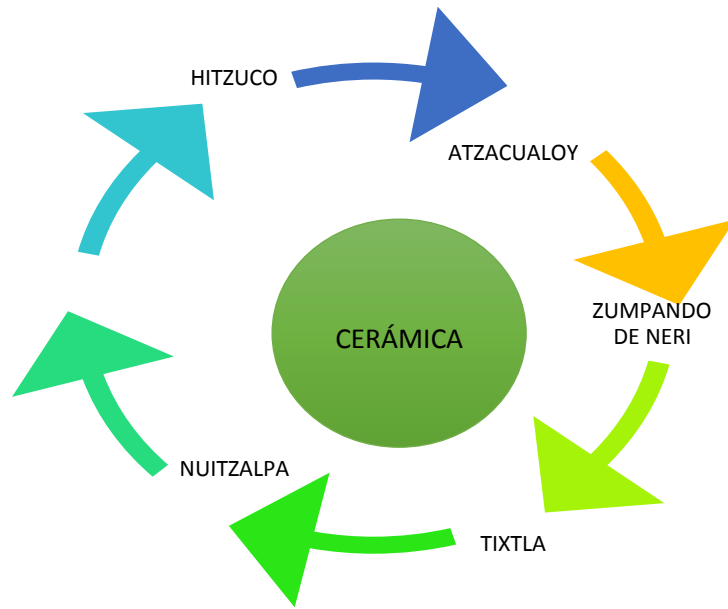 HITZUCO
ATZACUALOY
ZUMPANDO
DE NERI
CERÁMICA
NUITZALPA
TIXTLA